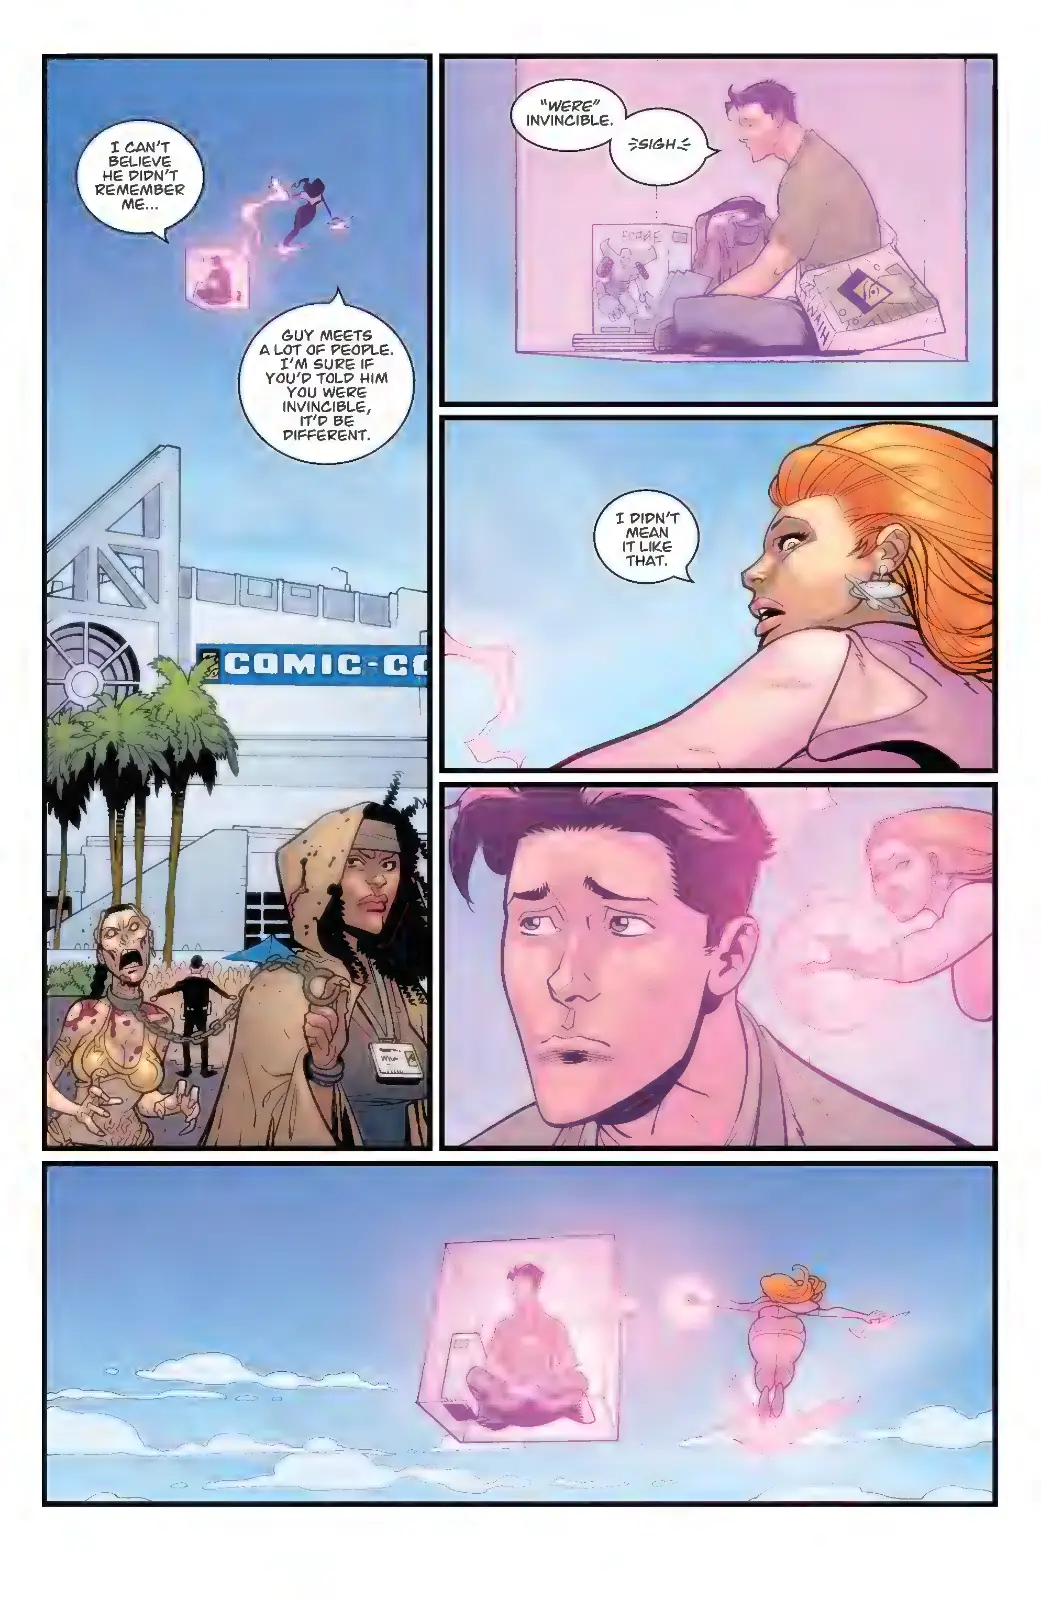 I CAN'T
BELIEVE
HE DIDN'T
REMEMBER
ME...
GUY MEETS
A LOT OF PEOPLE.
I'M SURE IF
YOU'D TOLD HIM
YOU WERE
INVINCIBLE,
IT'D BE
DIFFERENT.
COMIC-CO
"WERE"
INVINCIBLE.
SIGH
I DIDN'T
MEAN
IT LIKE
THAT.